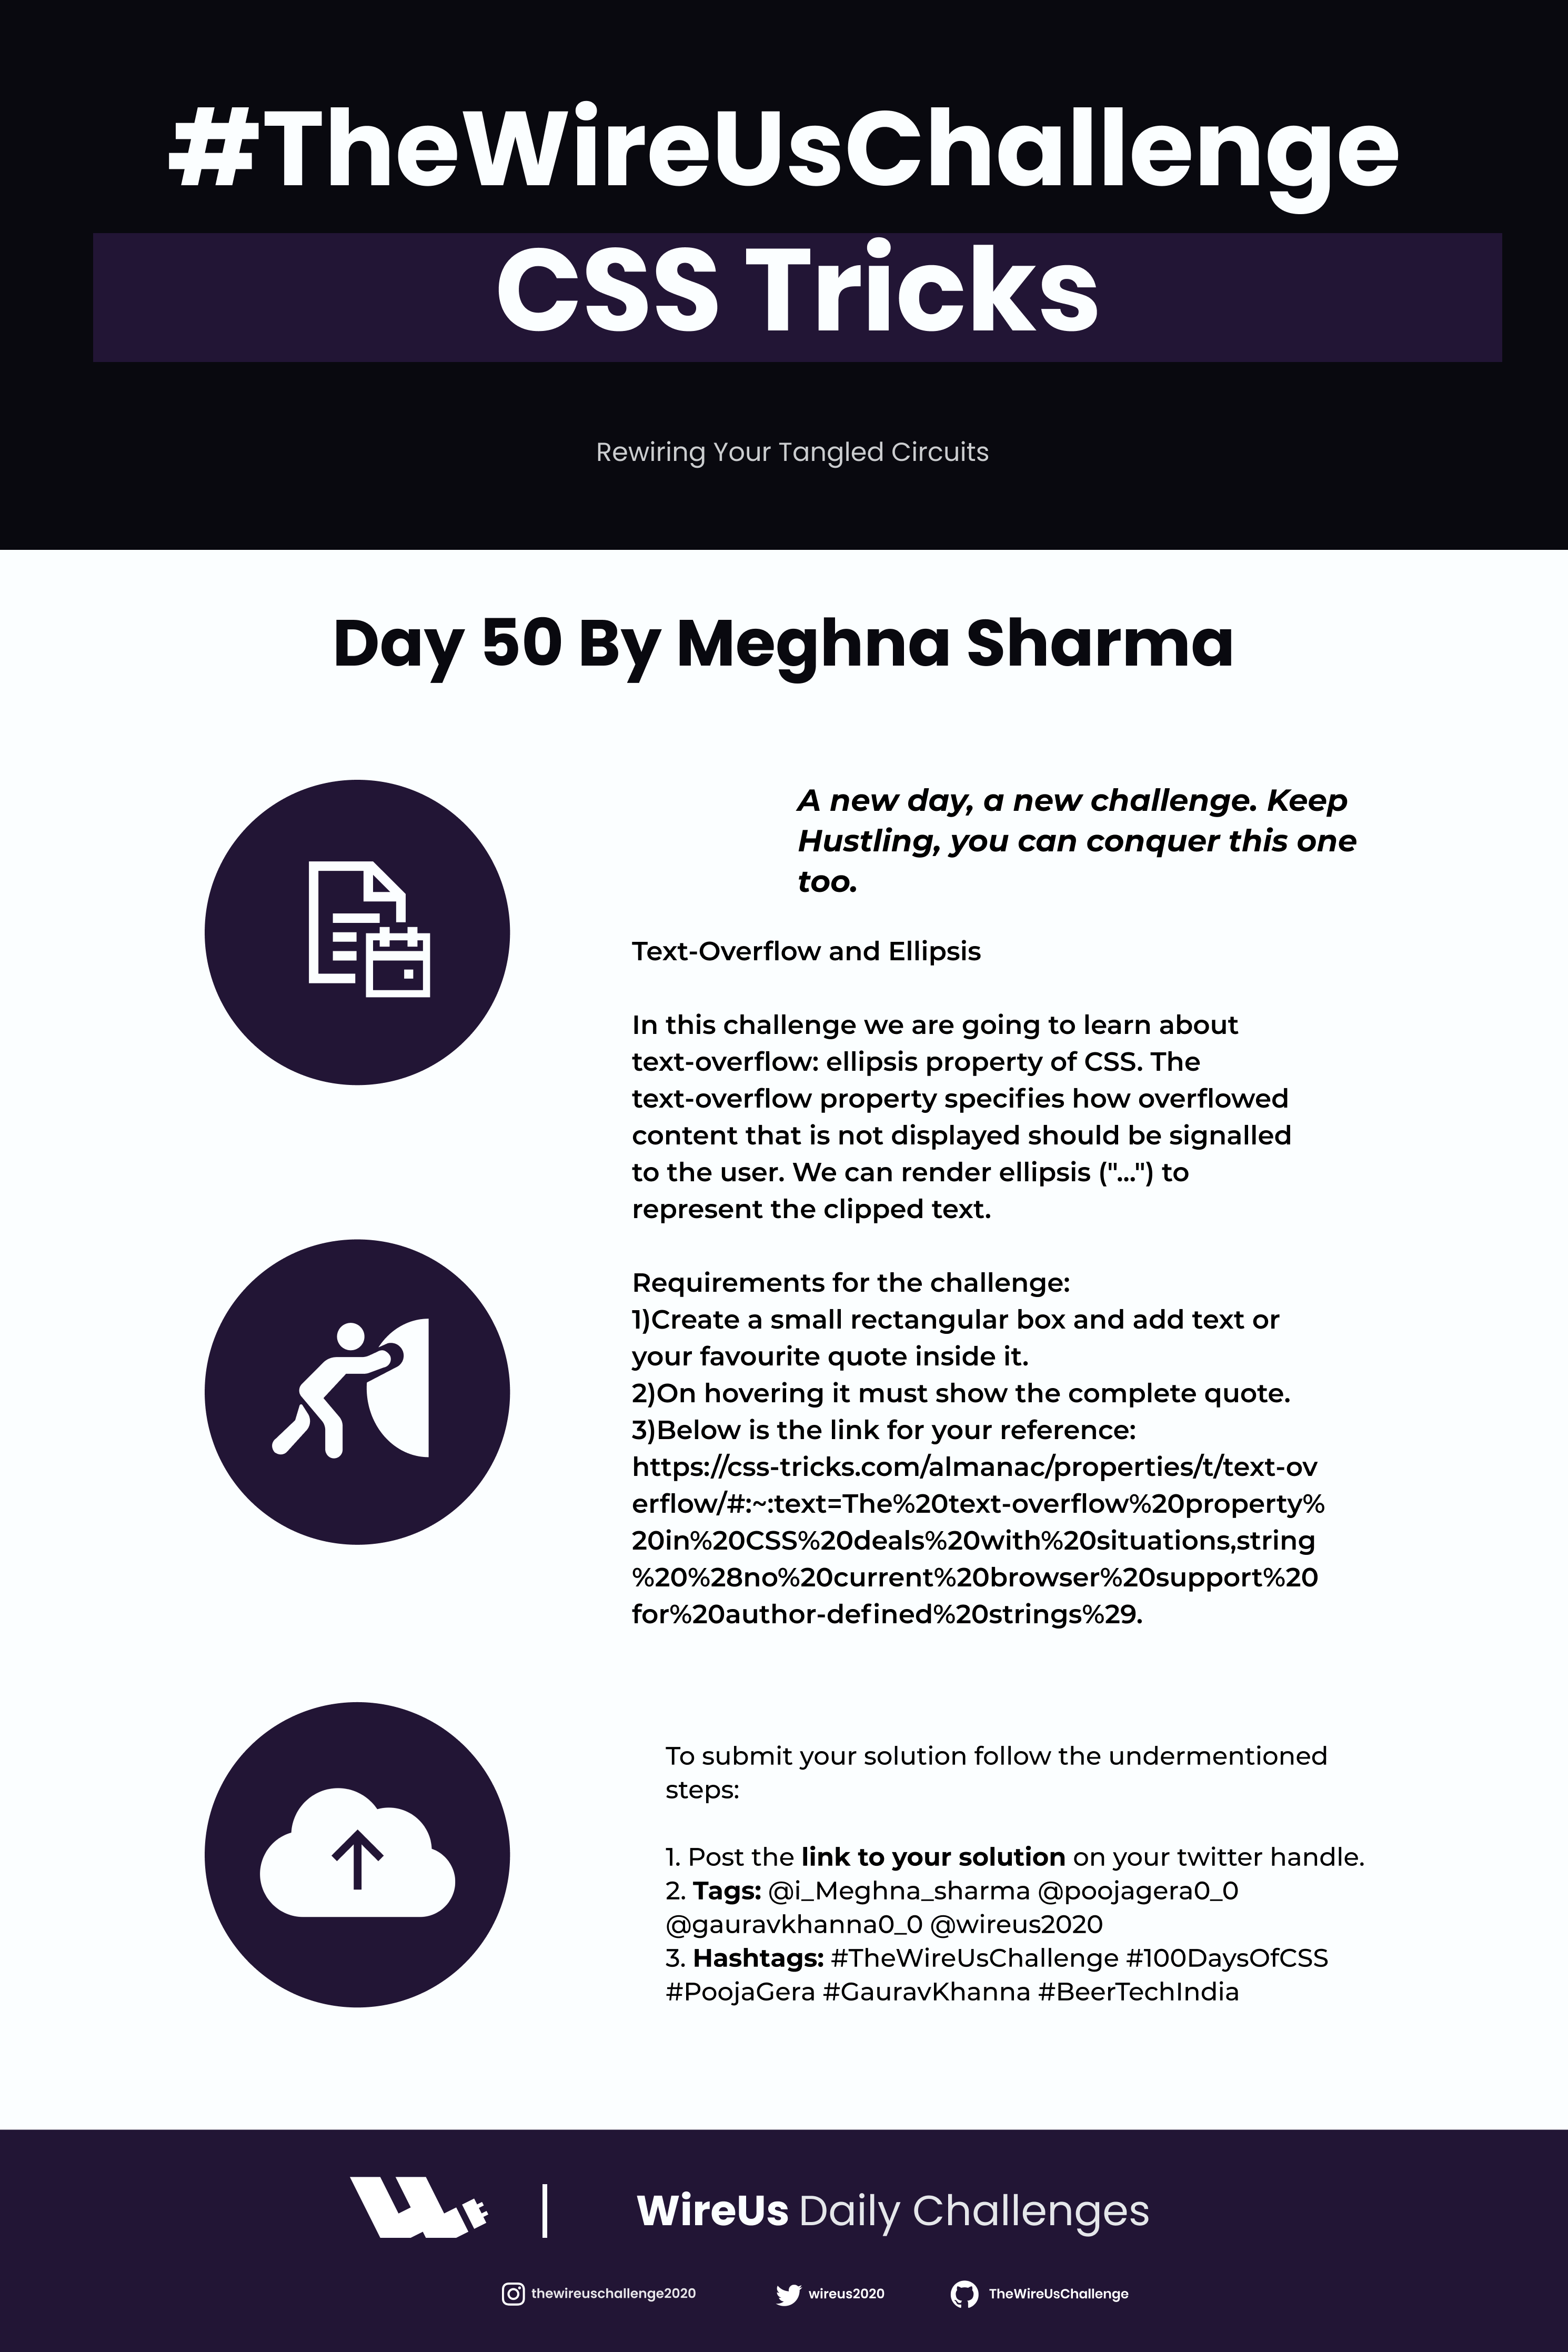 #TheWireUsChallenge
CSS Tricks
Rewiring Your Tangled Circuits
Day 50 By Meghna Sharma
A new day, a new challenge. Keep
Hustling, you can conquer this one
too.
Text-Overflow and Ellipsis
In this challenge we are going to learn about
text-overflow: ellipsis property of CSS. The
text-overflow property specifies how overflowed
content that is not displayed should be signalled
to the user. We can render ellipsis ("...") to
represent the clipped text.
Requirements for the challenge:
1)Create a small rectangular box and add text or
your favourite quote inside it.
2)On hovering it must show the complete quote.
3)Below is the link for your reference:
https://css-tricks.com/almanac/properties/t/text-ov
erflow/#:~:text=The%20text-overflow%20property%
20in%20CSS%20deals%20with%20situations,string
%20%28no%20current%20browser%20support%20
for%20author-defined%20strings%29.
To submit your solution follow the undermentioned
steps:
1. Post the link to your solution on your twitter handle.
2. Tags: @i_Meghna_sharma @poojagera0_0
@gauravkhanna0_0 @wireus2020
3. Hashtags: #TheWireUsChallenge #100DaysOfCSS
#PoojaGera #GauravKhanna #BeerTechIndia
WireUs Daily Challenges
thewireuschallenge2020 wireus2020 TheWireUsChallenge